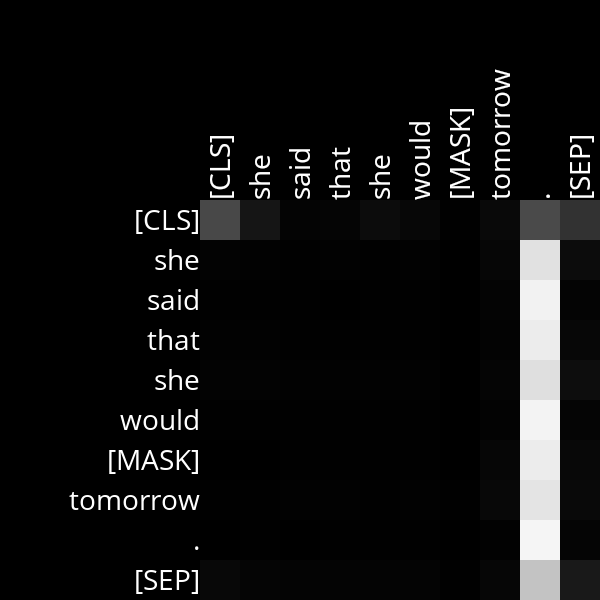 [CLS] she said that she would [MASK] tomorrow . [SEP]
[CLS]
she
said
that
she
would
[MASK]
tomorrow
.
[SEP]